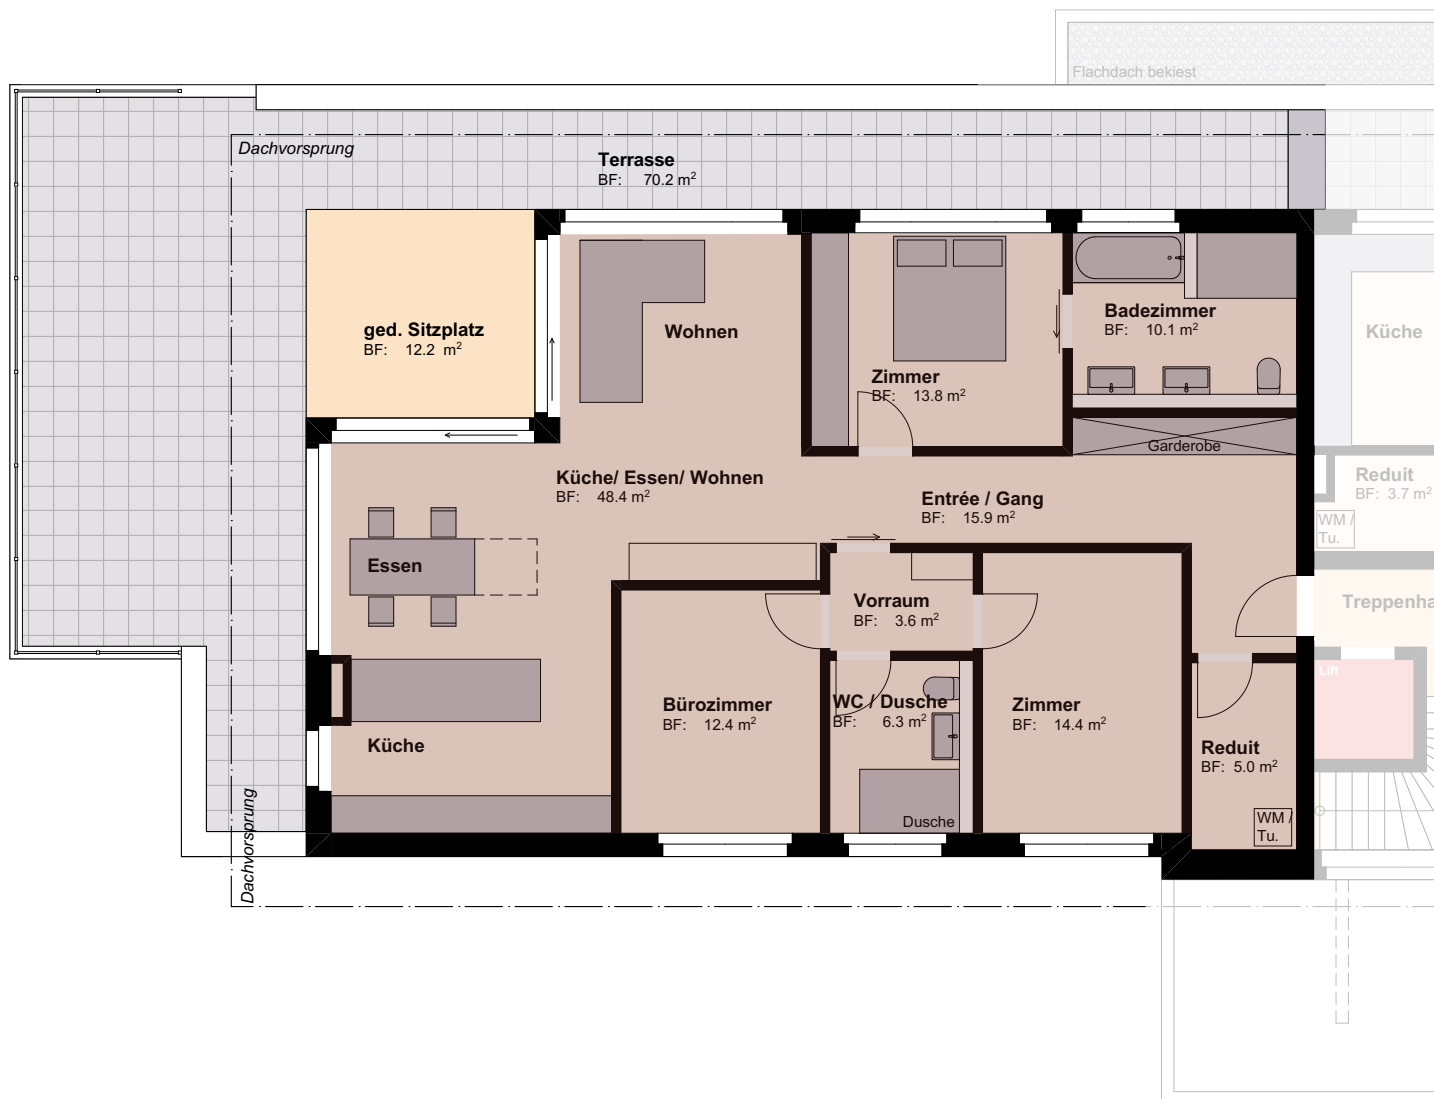 Flachdach bekiest
Dachvorsprung
Terrasse
BF: 70.2 m²
ged. Sitzplatz
BF: 12.2 m²
Wohnen
Zimmer
BF: 13.8 m²
Badezimmer
BF: 10.1 m²
Küche
Garderobe
Küche/ Essen/ Wohnen
BF: 48.4 m²
Entrée / Gang
BF: 15.9 m²
Reduit
BF: 3.7 m²
WM /
Tu.
Essen
Vorraum
BF: 3.6 m²
Treppenha
Lift
Bürozimmer
BF: 12.4 m²
WC / Dusche
BF: 6.3 m²
Zimmer
BF: 14.4 m²
Küche
Reduit
BF: 5.0 m²
Dachvorsprung
Dusche
WM /
Tu.